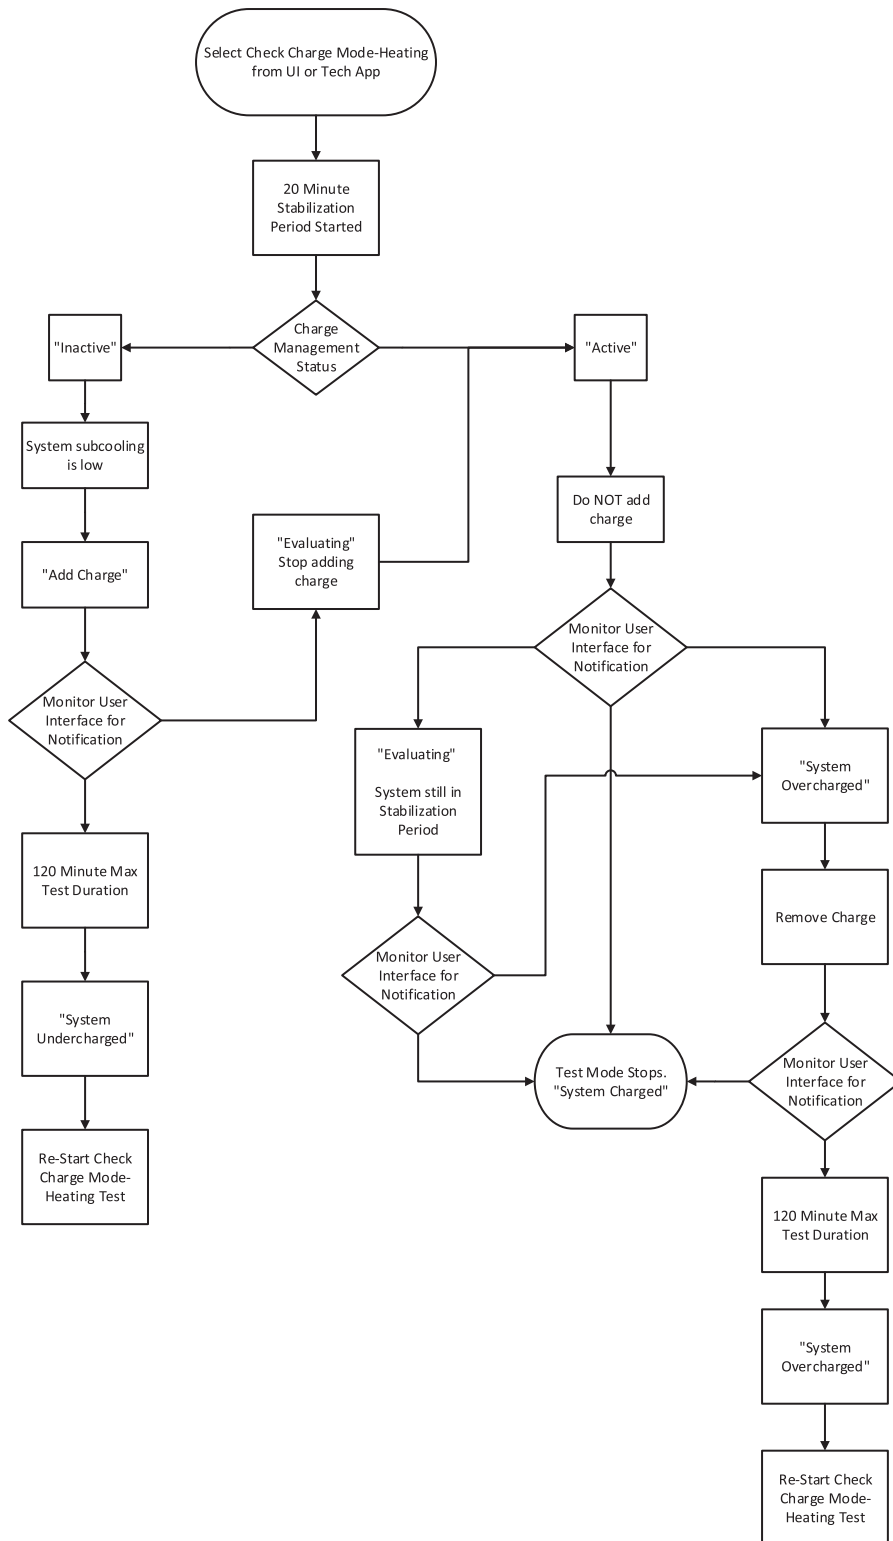 Select Check Charge Mode-Heating
from UI or Tech App
20 Minute
Stabilization
Period Started
Charge
Management
Status
"Inactive"
"Active"
System subcooling
is low
"Add Charge"
Monitor User
Interface for
Notification
120 Minute Max
Test Duration
"System
Undercharged"
Re-Start Check
Charge Mode-
Heating Test
"Evaluating"
Stop adding
charge
Do NOT add
charge
Monitor User
Interface for
Notification
"Evaluating"
System still in
Stabilization
Period
Monitor User
Interface for
Notification
Test Mode Stops.
"System Charged"
"System
Overcharged"
Remove Charge
Monitor User
Interface for
Notification
120 Minute Max
Test Duration
"System
Overcharged"
Re-Start Check
Charge Mode-
Heating Test